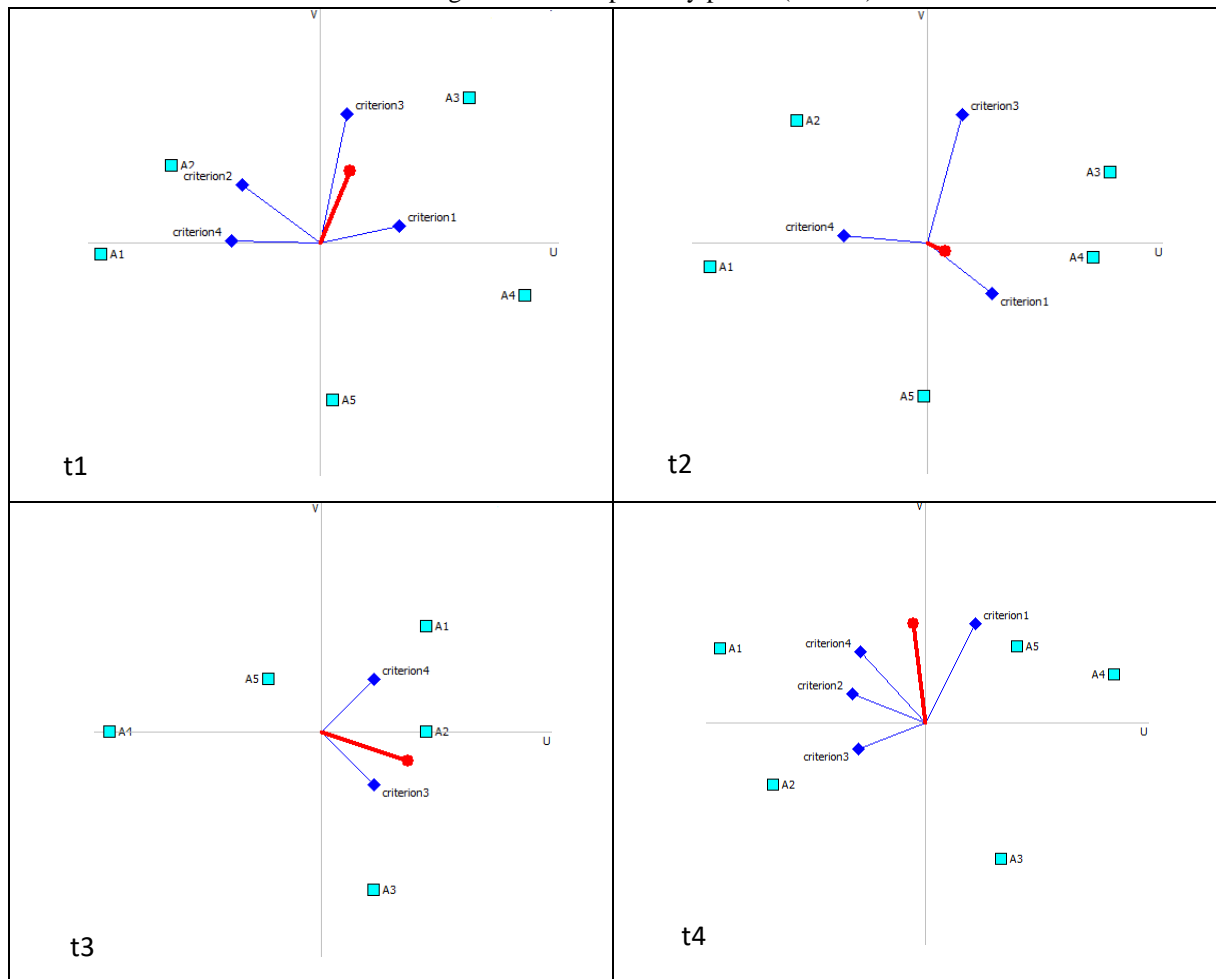 V
criterion3
A3
A2
criterion2
criterion1
criterion4
U
A1
A4
A5
t1
V
criterion3
A2
A3
criterion4
U
A4
A1
criterion1
A5
t2
V
A1
criterion4
A5
A4
A2
U
criterion3
A3
t3
V
criterion1
criterion4
A5
A1
A4
criterion2
U
criterion3
A2
A3
t4